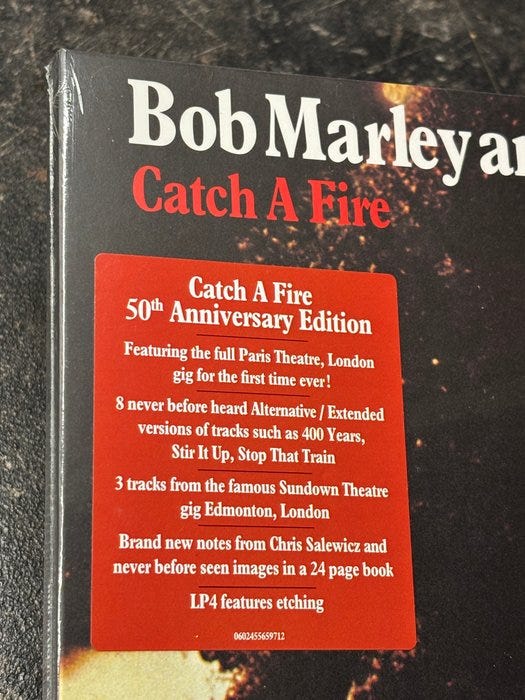 Bob Marley an
Catch A Fire
Catch A Fire
50th Anniversary Edition
Featuring the full Paris Theatre, London
gig for the first time ever!
8 never before heard Alternative / Extended
versions of tracks such as 400 Years,
Stir It Up, Stop That Train
3 tracks from the famous Sundown Theatre
gig Edmonton, London
Brand new notes from Chris Salewicz and
never before seen images in a 24 page book
LP4 features etching
0602455659712